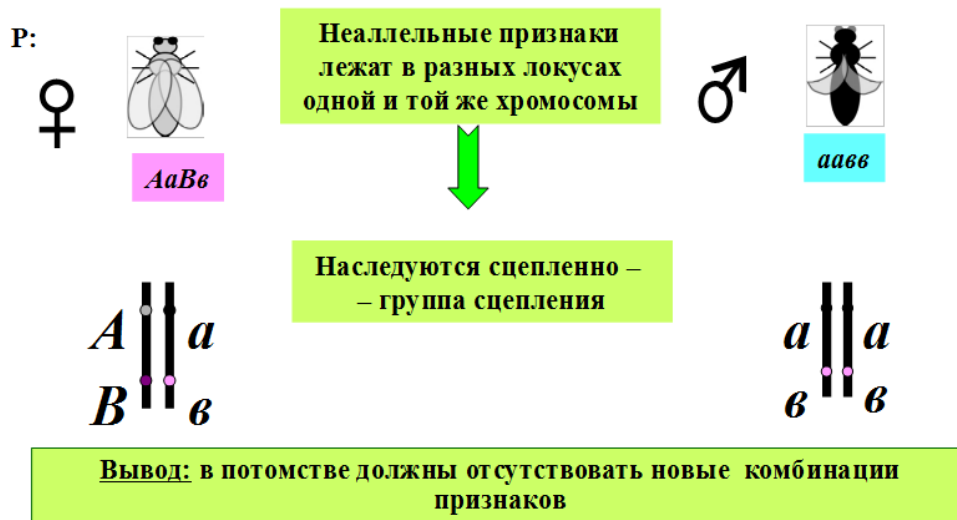 Р:
Неаллельные признаки
лежат в разных локусах
одной и той же хромосомы
♀
♂
АаВв
аавв
Наследуются сцепленно –
– группа сцепления
А а
В в
а а
в в
Вывод: в потомстве должны отсутствовать новые комбинации
признаков